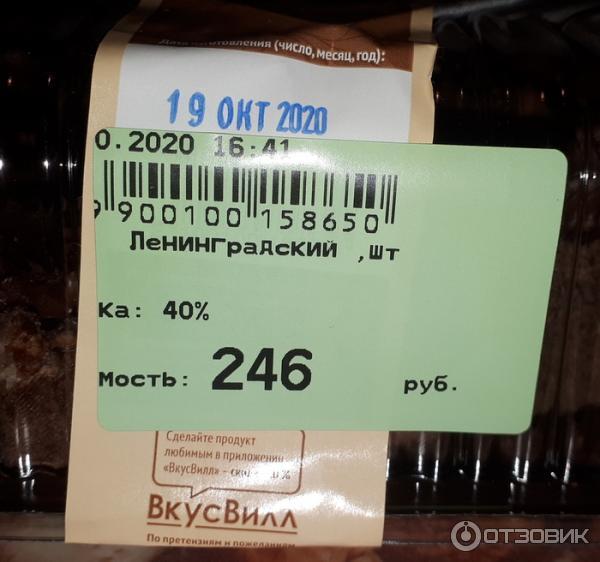 Дата изготовления (число, месяц, год):
19 ОКТ 2020
0.2020 16:41
9 900100 158650
Ленинградский ,шт
ка: 40%
мость: 246 руб.
Сделайте продукт
любимым в приложении
«ВкусВилл» –
ВкусВилл
По претензиям и пожеланиям
ОТЗОВИК